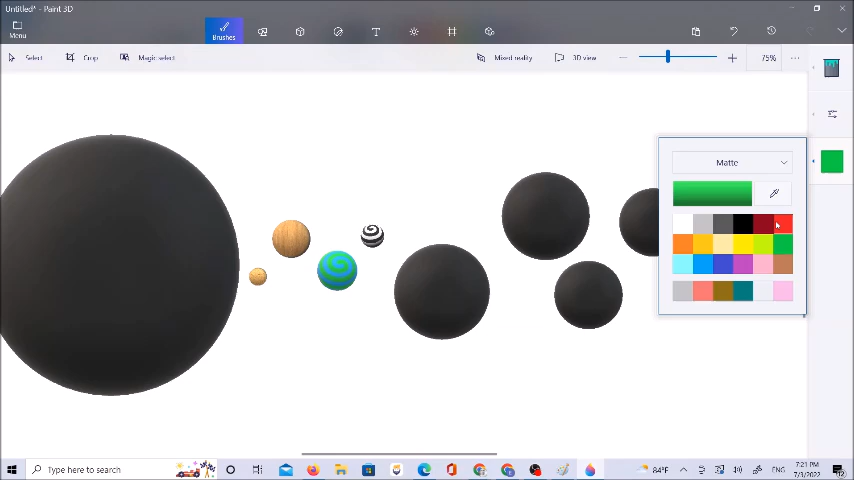 Untitled* - Paint 3D
Menu
Brushes
Select
Crop
Magic select
Mixed reality
3D view
75%
Matte
Type here to search
84°F
ENG
7:21 PM
7/3/2022